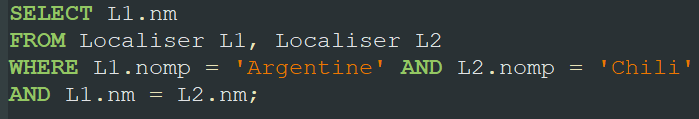 SELECT L1.nm
FROM Localiser L1, Localiser L2
WHERE L1.nomp = 'Argentine' AND L2.nomp = 'Chili'
AND L1.nm = L2.nm;